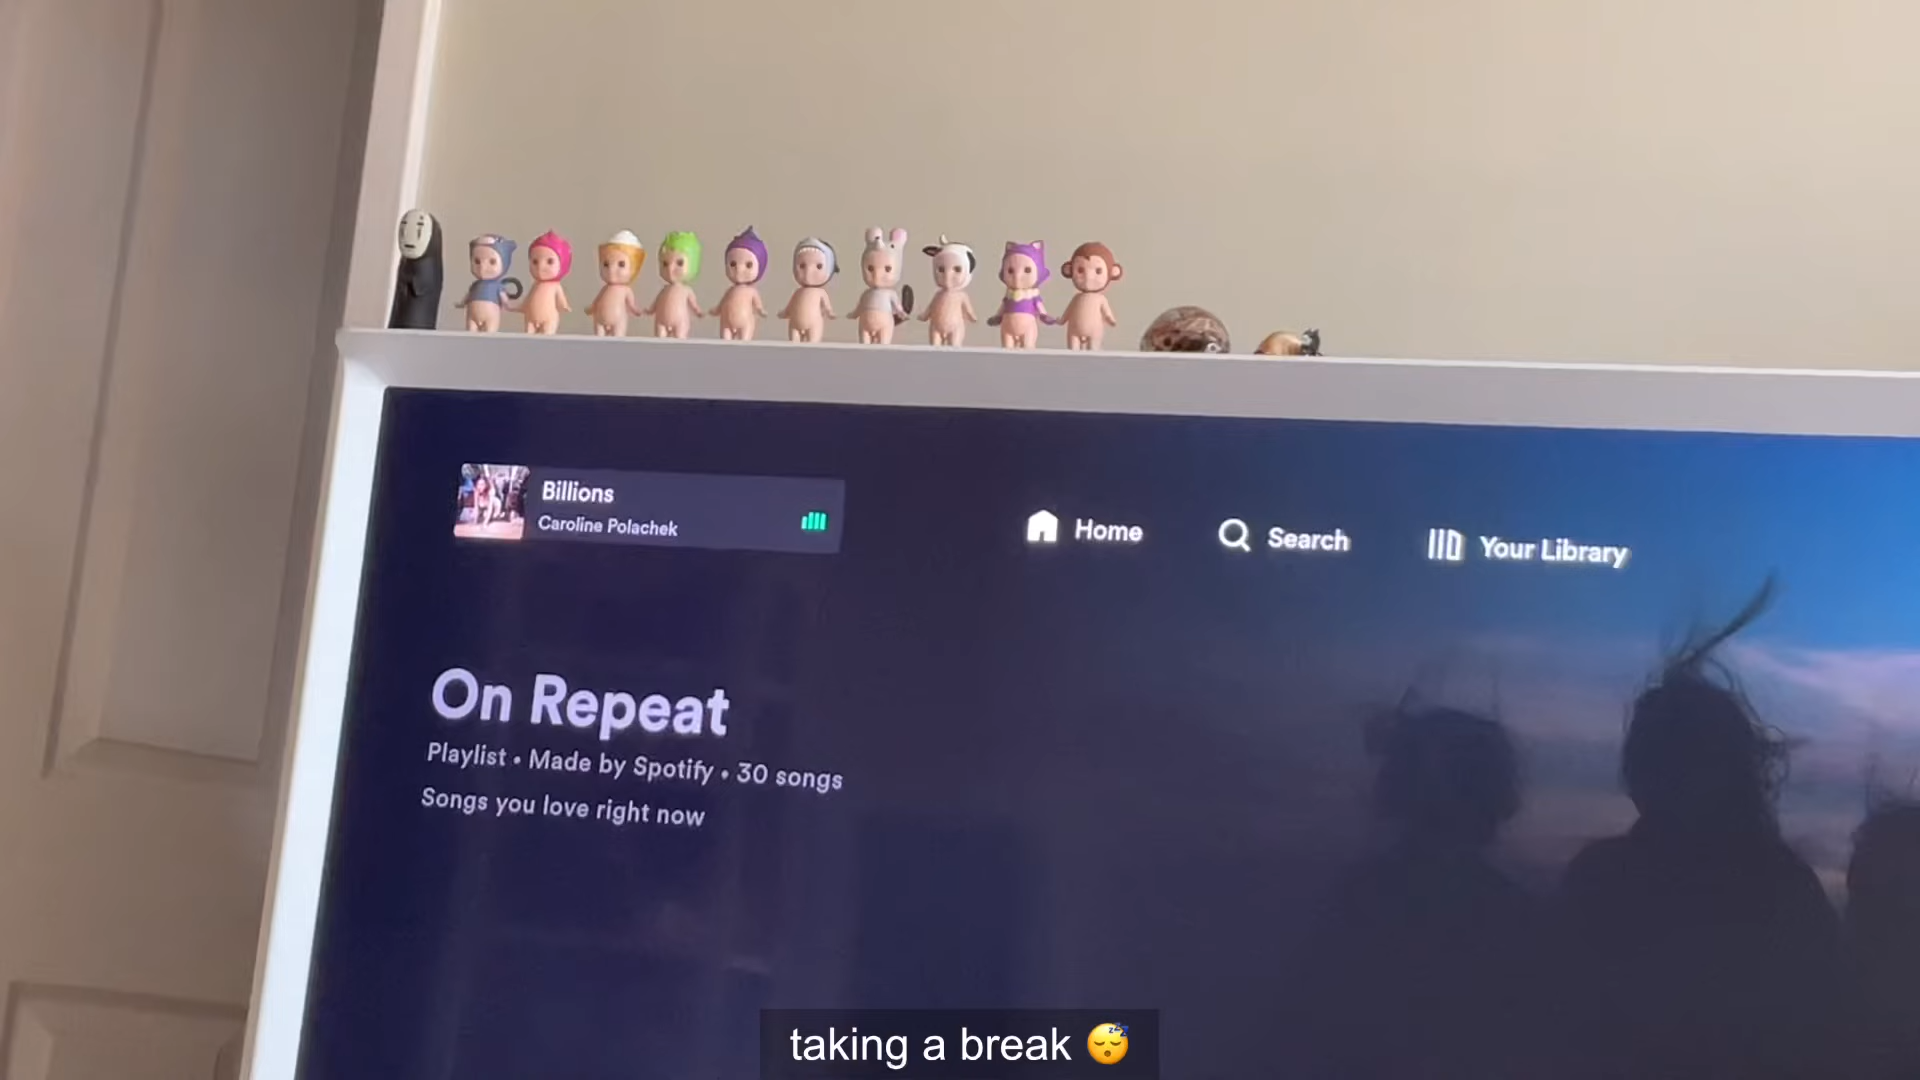 Billions
Caroline Polachek
Home
Search
Your Library
On Repeat
Playlist • Made by Spotify • 30 songs
Songs you love right now
taking a break 😴